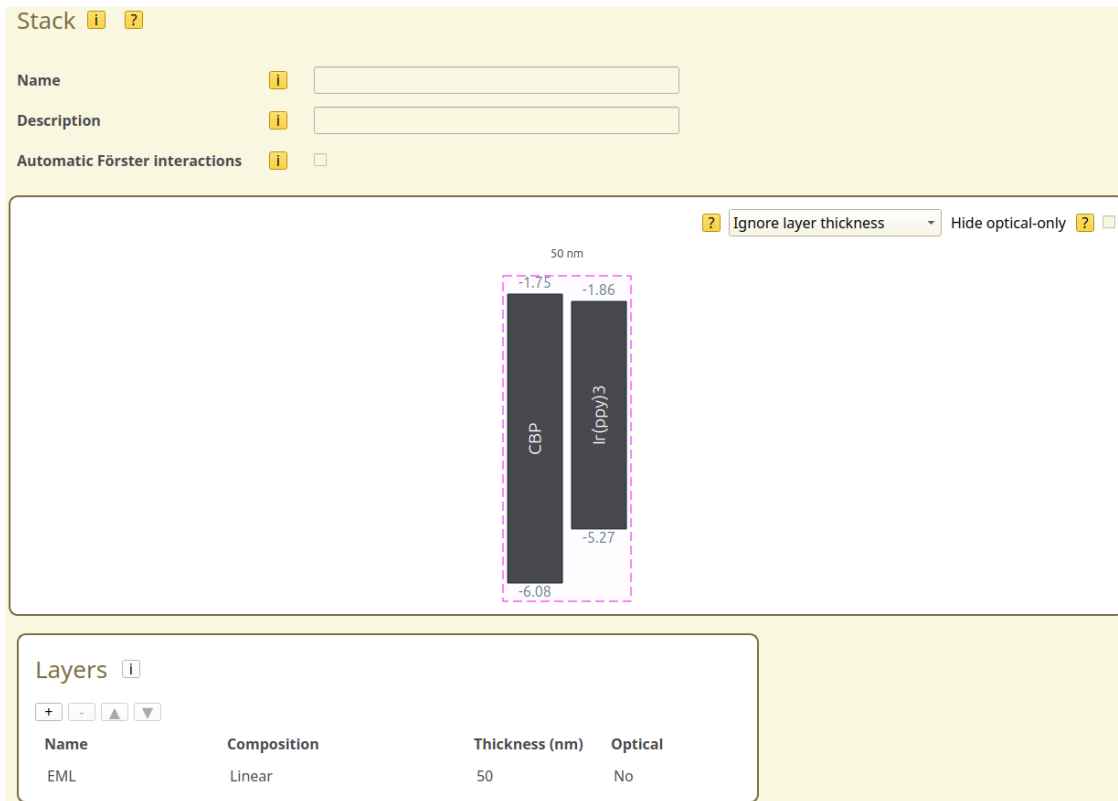 Stack i ?
Name i
Description i
Automatic Förster interactions i
? Ignore layer thickness Hide optical-only ?
50 nm
-1.75
-1.86
CBP
Ir(ppy)3
-5.27
-6.08
Layers i
+ - ▲ ▼
Name Composition Thickness (nm) Optical
EML Linear 50 No